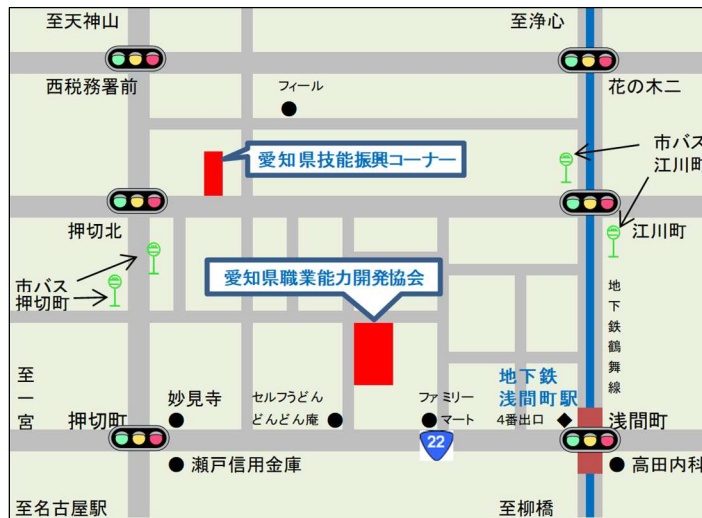 至天神山
至浄心
西税務署前
フィール
花の木二
愛知県技能振興コーナー
市バス
江川町
押切北
江川町
市バス
押切町
愛知県職業能力開発協会
地下鉄鶴舞線
至一宮
妙見寺
セルフうどん
どんどん庵
ファミリー
マート
地下鉄
浅間町駅
4番出口
押切町
22
浅間町
瀬戸信用金庫
高田内科
至名古屋駅
至柳橋